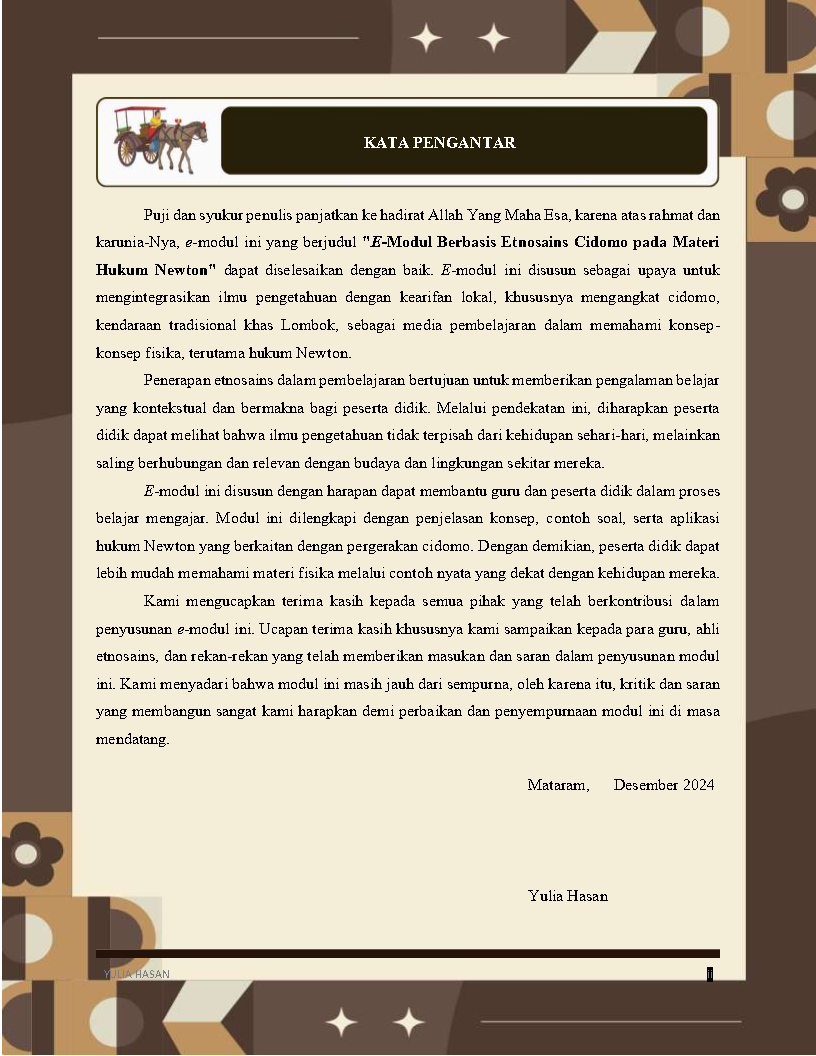 KATA PENGANTAR
Puji dan syukur penulis panjatkan ke hadirat Allah Yang Maha Esa, karena atas rahmat dan
karunia-Nya, e-modul ini yang berjudul "E-Modul Berbasis Etnosains Cidomo pada Materi
Hukum Newton" dapat diselesaikan dengan baik. E-modul ini disusun sebagai upaya untuk
mengintegrasikan ilmu pengetahuan dengan kearifan lokal, khususnya mengangkat cidomo,
kendaraan tradisional khas Lombok, sebagai media pembelajaran dalam memahami konsep-
konsep fisika, terutama hukum Newton.
Penerapan etnosains dalam pembelajaran bertujuan untuk memberikan pengalaman belajar
yang kontekstual dan bermakna bagi peserta didik. Melalui pendekatan ini, diharapkan peserta
didik dapat melihat bahwa ilmu pengetahuan tidak terpisah dari kehidupan sehari-hari, melainkan
saling berhubungan dan relevan dengan budaya dan lingkungan sekitar mereka.
E-modul ini disusun dengan harapan dapat membantu guru dan peserta didik dalam proses
belajar mengajar. Modul ini dilengkapi dengan penjelasan konsep, contoh soal, serta aplikasi
hukum Newton yang berkaitan dengan pergerakan cidomo. Dengan demikian, peserta didik dapat
lebih mudah memahami materi fisika melalui contoh nyata yang dekat dengan kehidupan mereka.
Kami mengucapkan terima kasih kepada semua pihak yang telah berkontribusi dalam
penyusunan e-modul ini. Ucapan terima kasih khususnya kami sampaikan kepada para guru, ahli
etnosains, dan rekan-rekan yang telah memberikan masukan dan saran dalam penyusunan modul
ini. Kami menyadari bahwa modul ini masih jauh dari sempurna, oleh karena itu, kritik dan saran
yang membangun sangat kami harapkan demi perbaikan dan penyempurnaan modul ini di masa
mendatang.
Mataram, Desember 2024
Yulia Hasan
YULIA HASAN
ii